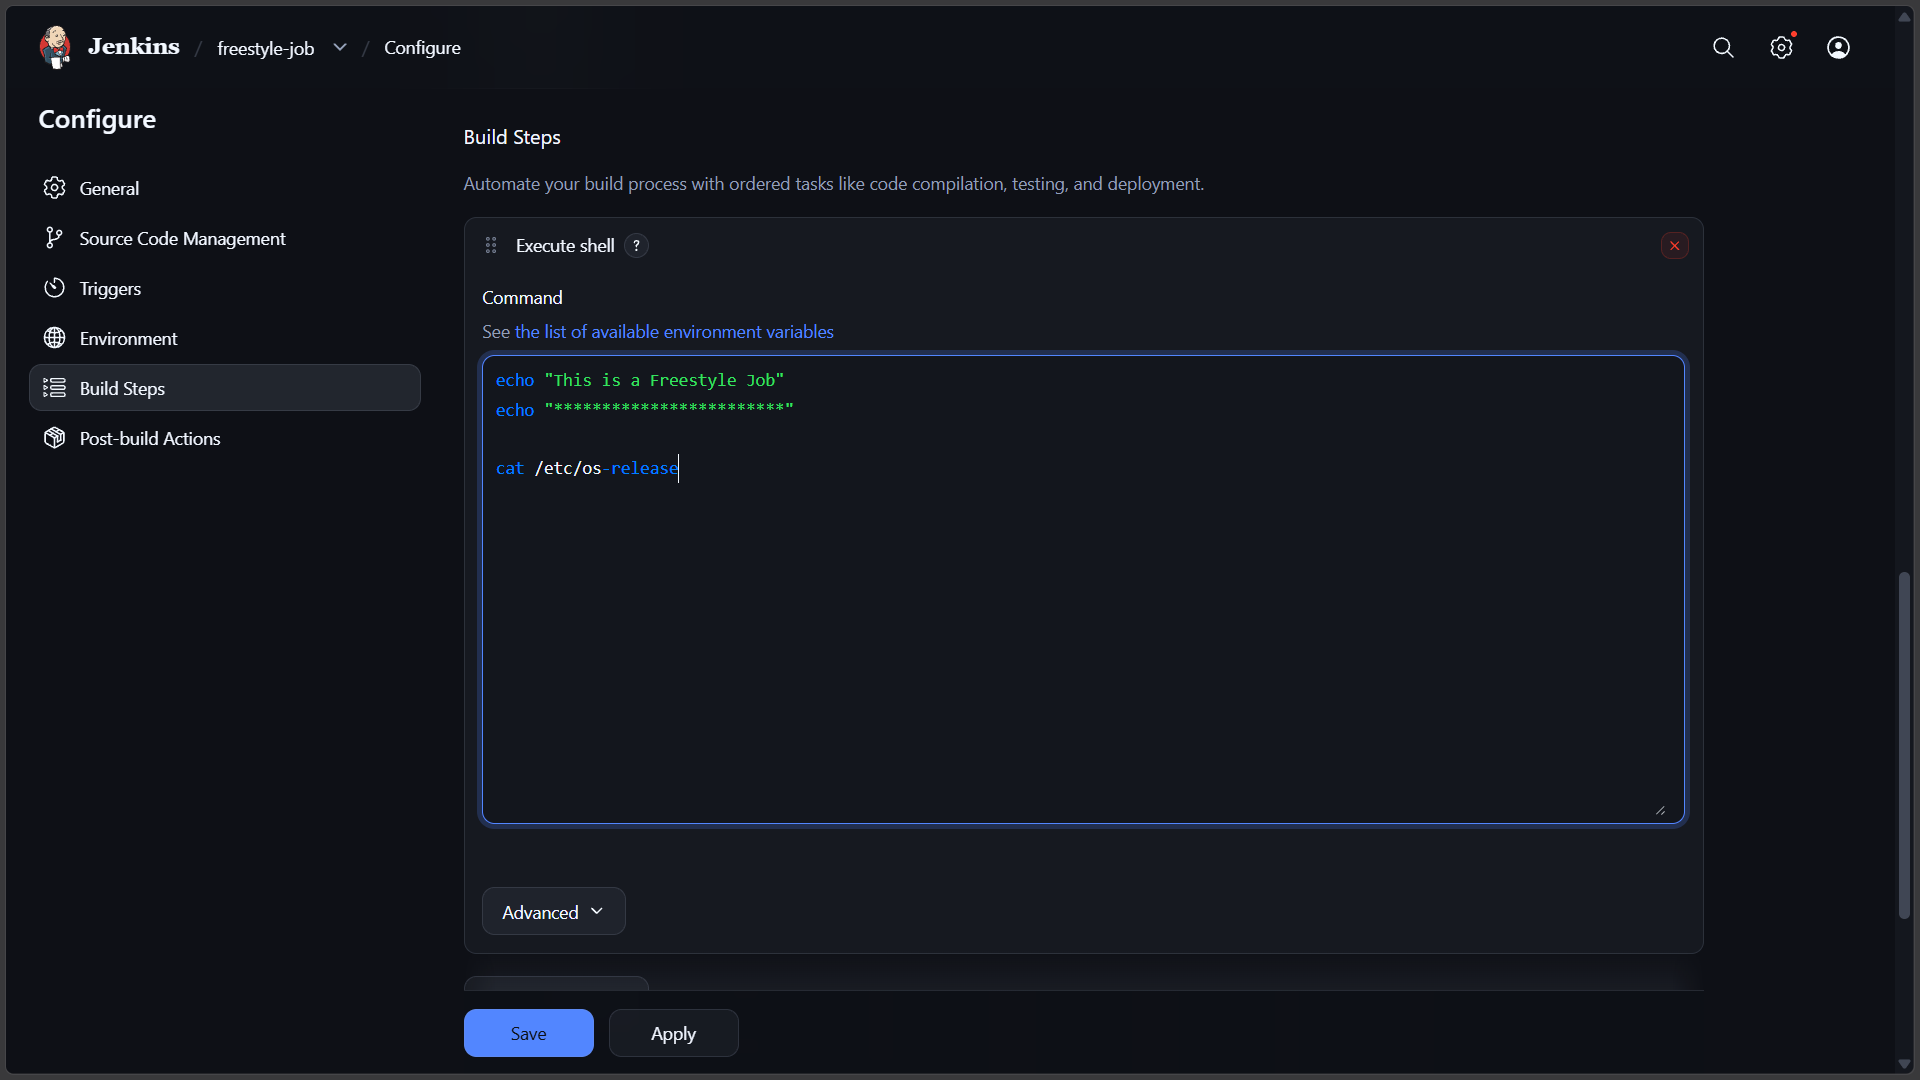 Jenkins / freestyle-job / Configure
Configure
General
Source Code Management
Triggers
Environment
Build Steps
Post-build Actions
Build Steps
Automate your build process with ordered tasks like code compilation, testing, and deployment.
Execute shell ?
Command
See the list of available environment variables
echo "This is a Freestyle Job"
echo "************************"
cat /etc/os-release
Advanced
Save
Apply